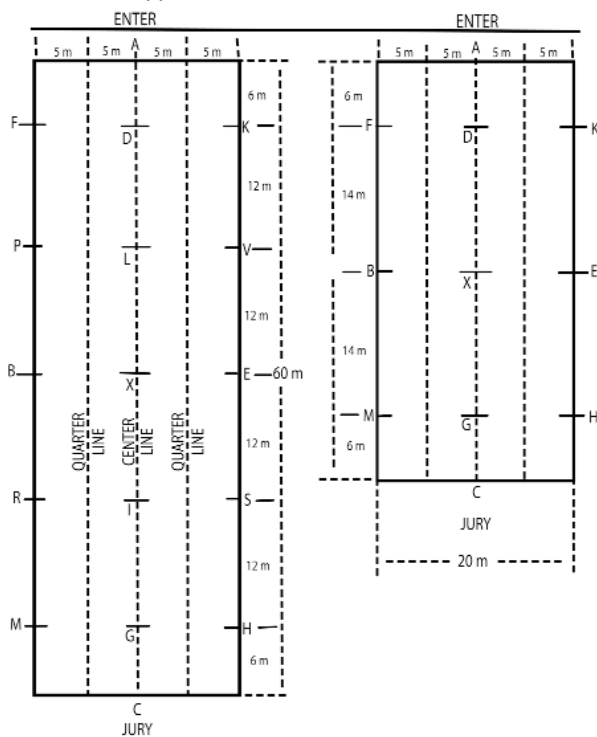 ENTER
ENTER
A
5 m 5 m 5 m 5 m
A
5 m 5 m 5 m 5 m
6 m
6 m
F D K
F D K
12 m
14 m
P L V
B X E
12 m
14 m
B X E 60 m
M G H
QUARTER LINE
CENTER LINE
QUARTER LINE
12 m
6 m
R I S
C
JURY
12 m
20 m
M G H
6 m
C
JURY